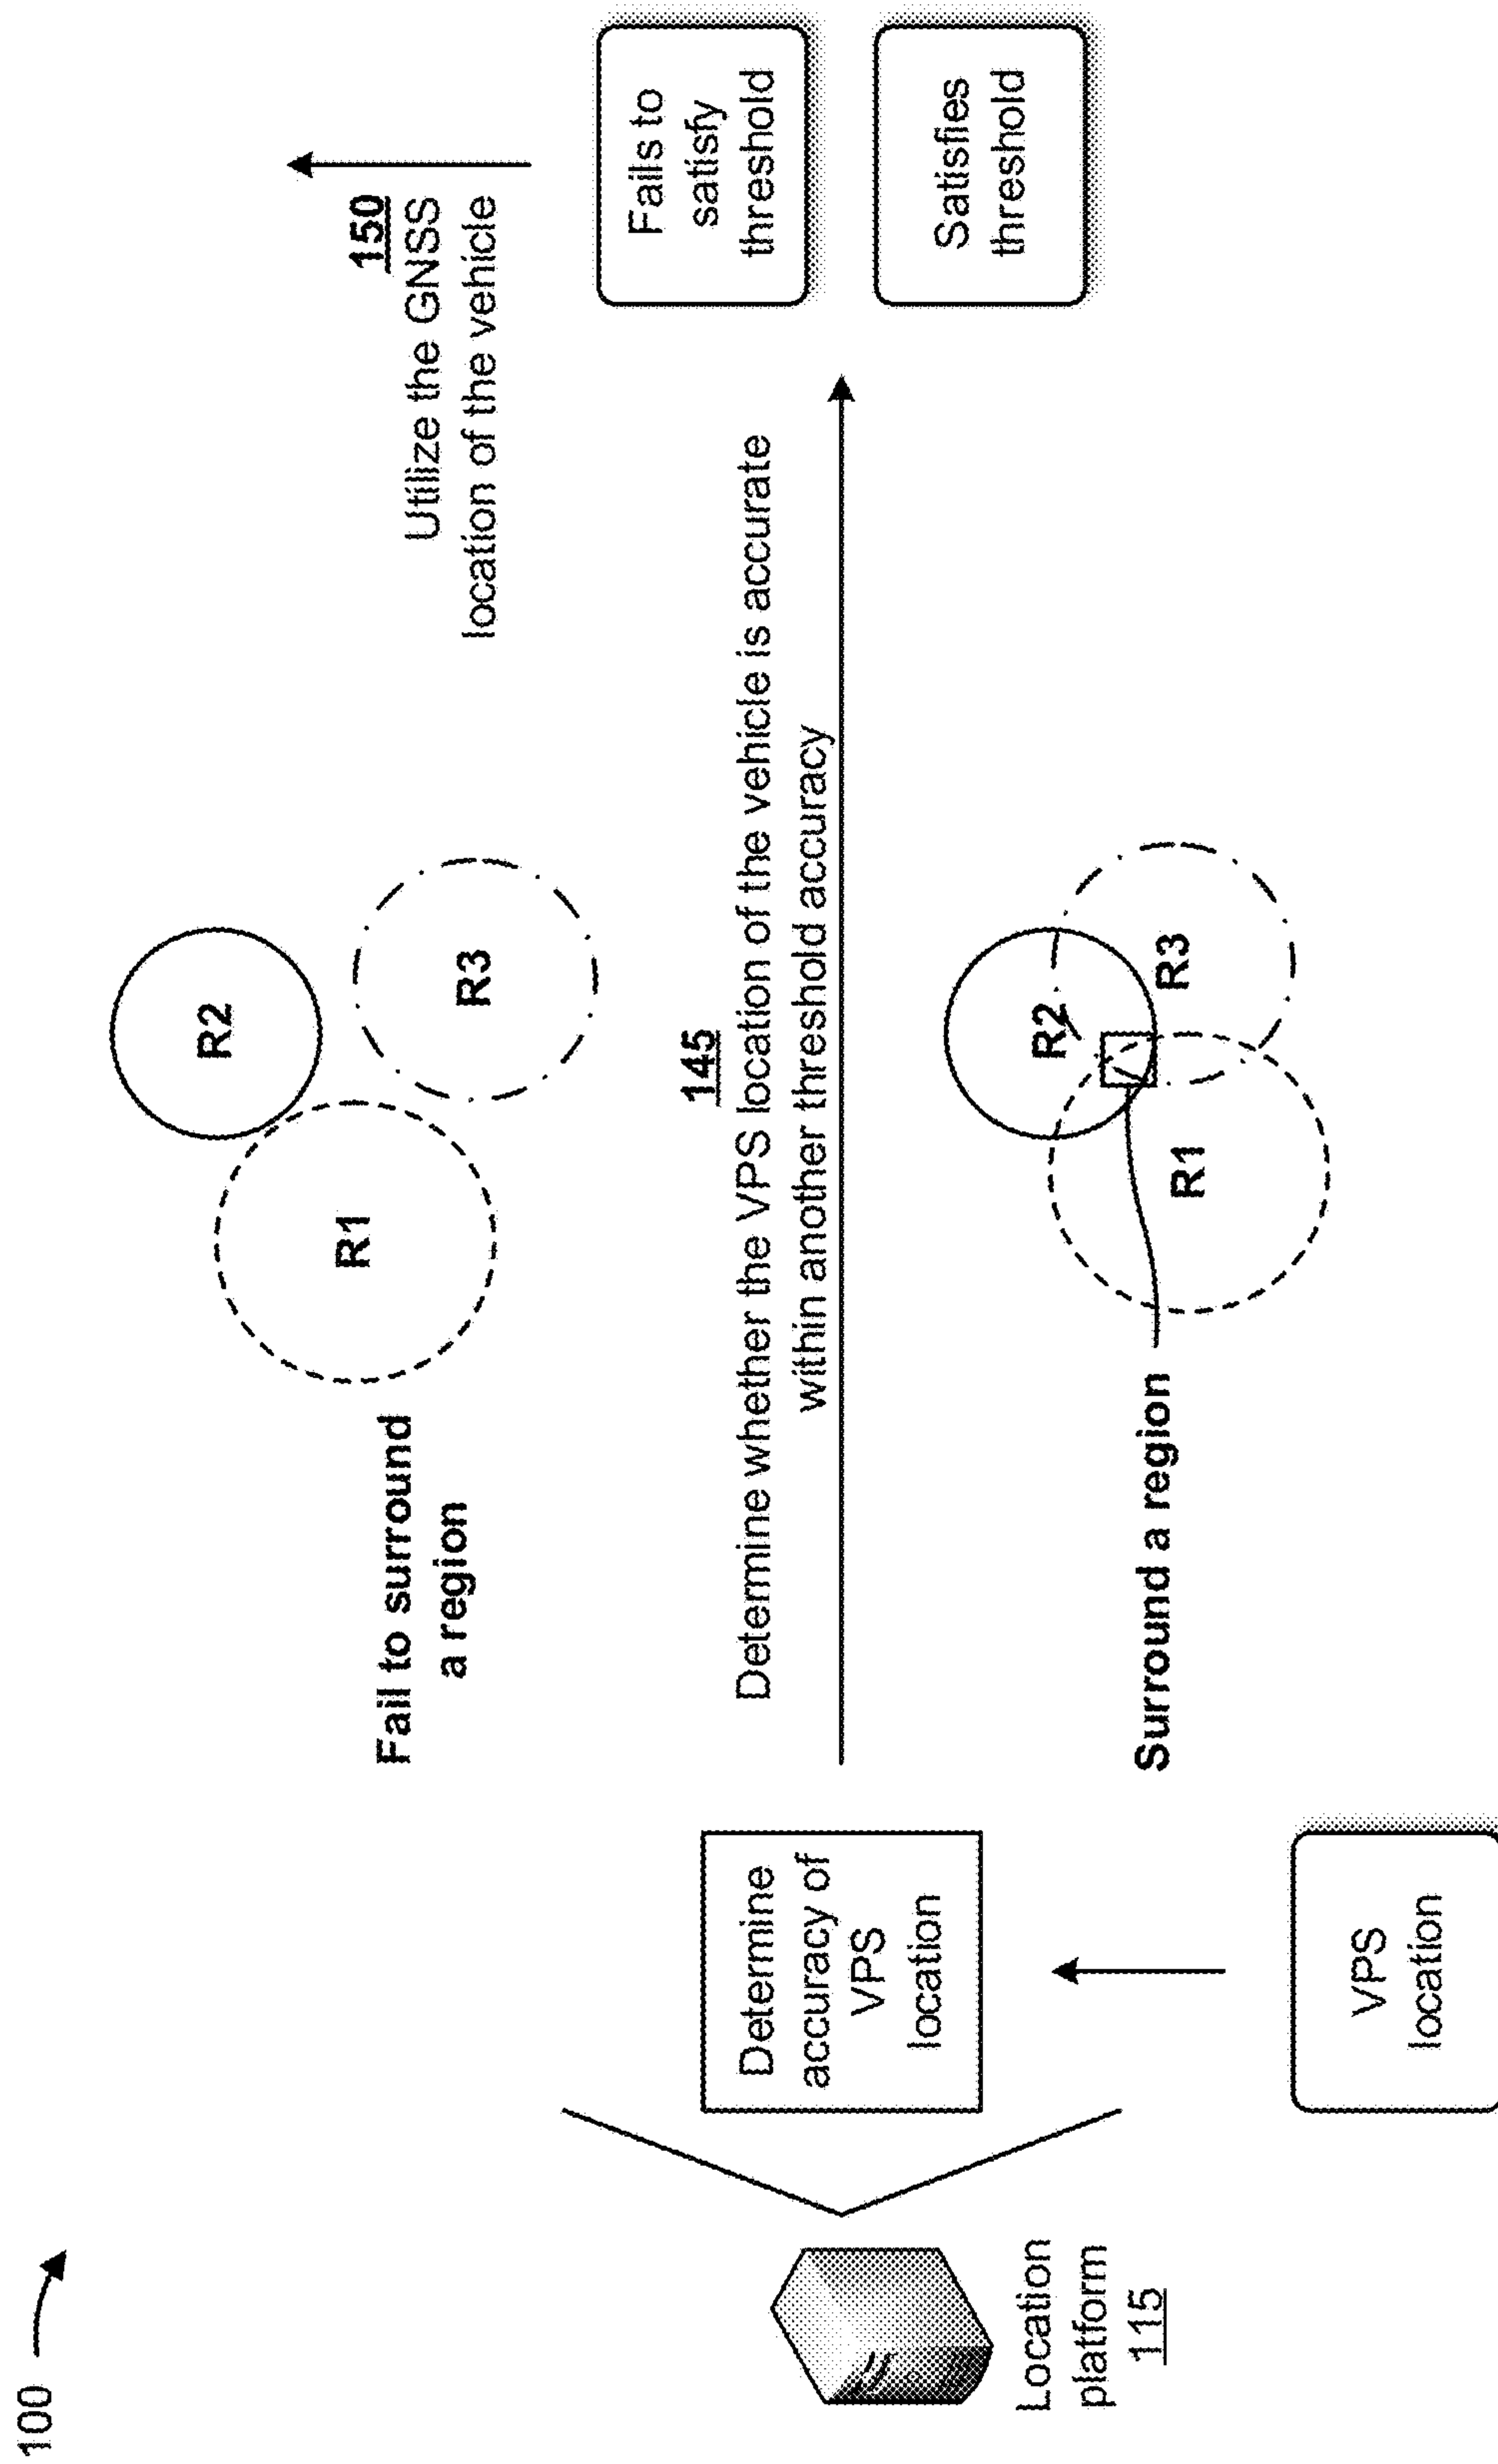 100
Location
platform
115
Determine
accuracy of
VPS
location
VPS
location
Fail to surround
a region
R1
R2
R3
145
Determine whether the VPS location of the vehicle is accurate
within another threshold accuracy
Surround a region
R1
R2
R3
150
Utilize the GNSS
location of the vehicle
Fails to
satisfy
threshold
Satisfies
threshold